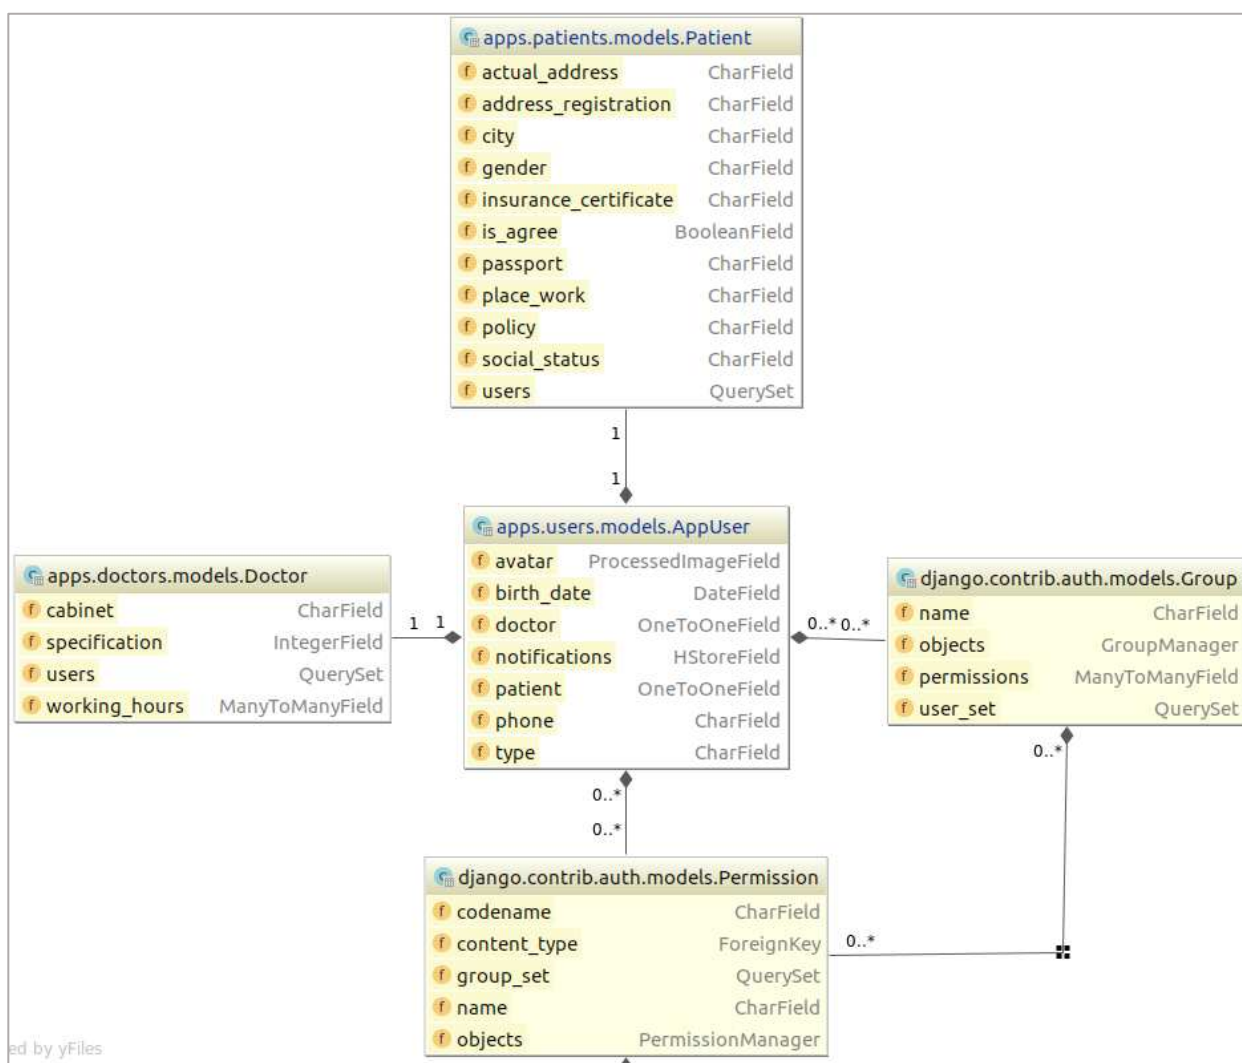 apps.patients.models.Patient
actual_address CharField
address_registration CharField
city CharField
gender CharField
insurance_certificate CharField
is_agree BooleanField
passport CharField
place_work CharField
policy CharField
social_status CharField
users QuerySet
1
1
apps.users.models.AppUser
avatar ProcessedImageField
birth_date DateField
doctor OneToOneField
notifications HStoreField
patient OneToOneField
phone CharField
type CharField
apps.doctors.models.Doctor
cabinet CharField
specification IntegerField
users QuerySet
working_hours ManyToManyField
1 1
0..* 0..*
django.contrib.auth.models.Group
name CharField
objects GroupManager
permissions ManyToManyField
user_set QuerySet
0..*
0..*
0..*
django.contrib.auth.models.Permission
codename CharField
content_type ForeignKey
group_set QuerySet
name CharField
objects PermissionManager
0..*
ed by yFiles